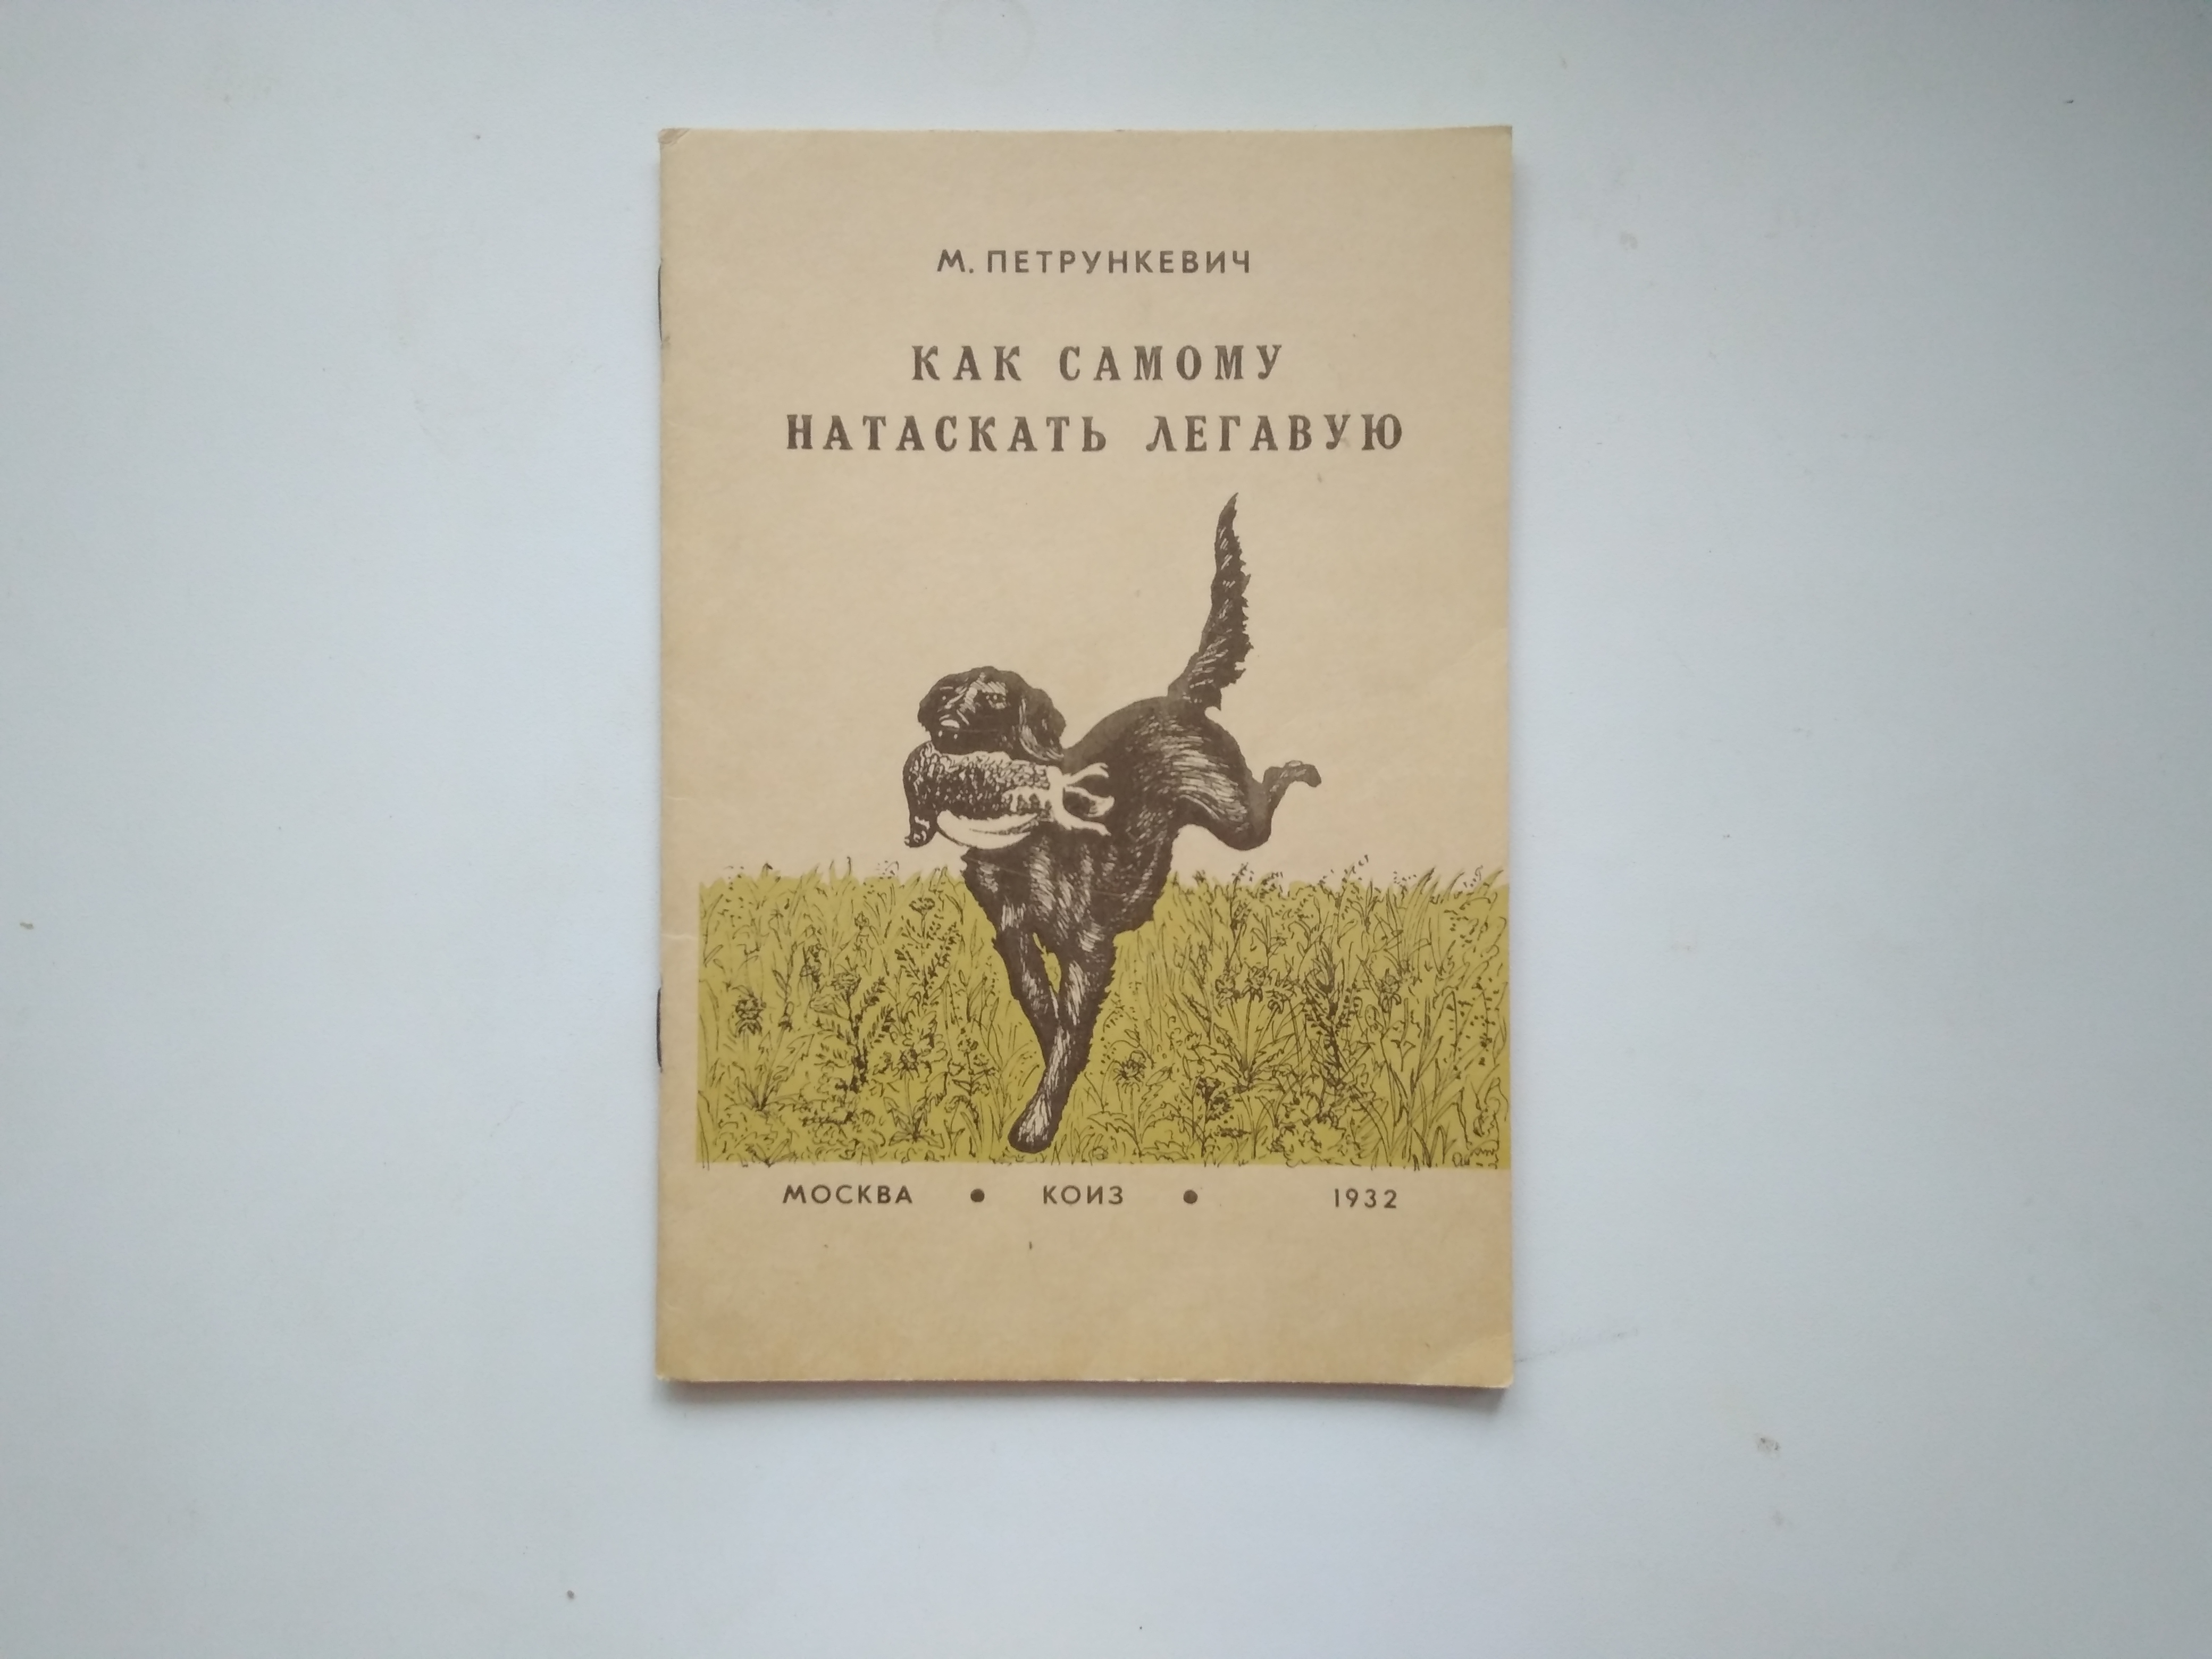 М. ПЕТРУНКЕВИЧ
КАК САМОМУ
НАТАСКАТЬ ЛЕГАВУЮ
МОСКВА • КОИЗ • 1932